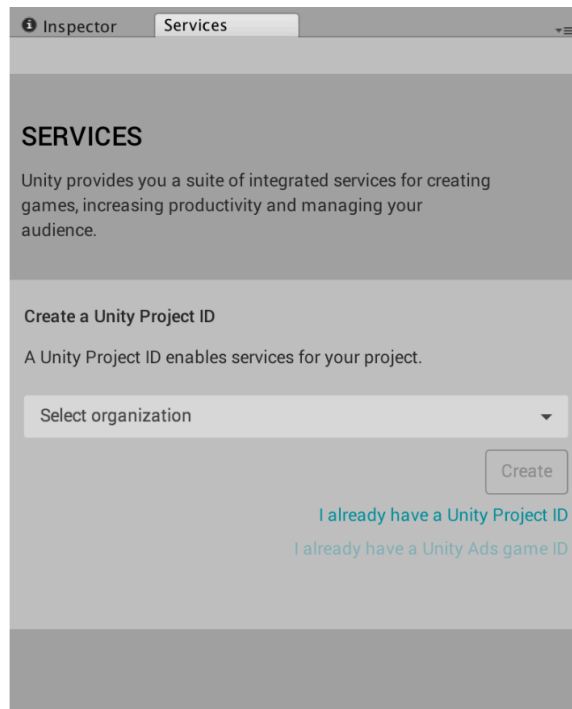 Inspector
Services
SERVICES
Unity provides you a suite of integrated services for creating
games, increasing productivity and managing your
audience.
Create a Unity Project ID
A Unity Project ID enables services for your project.
Select organization
Create
I already have a Unity Project ID
I already have a Unity Ads game ID